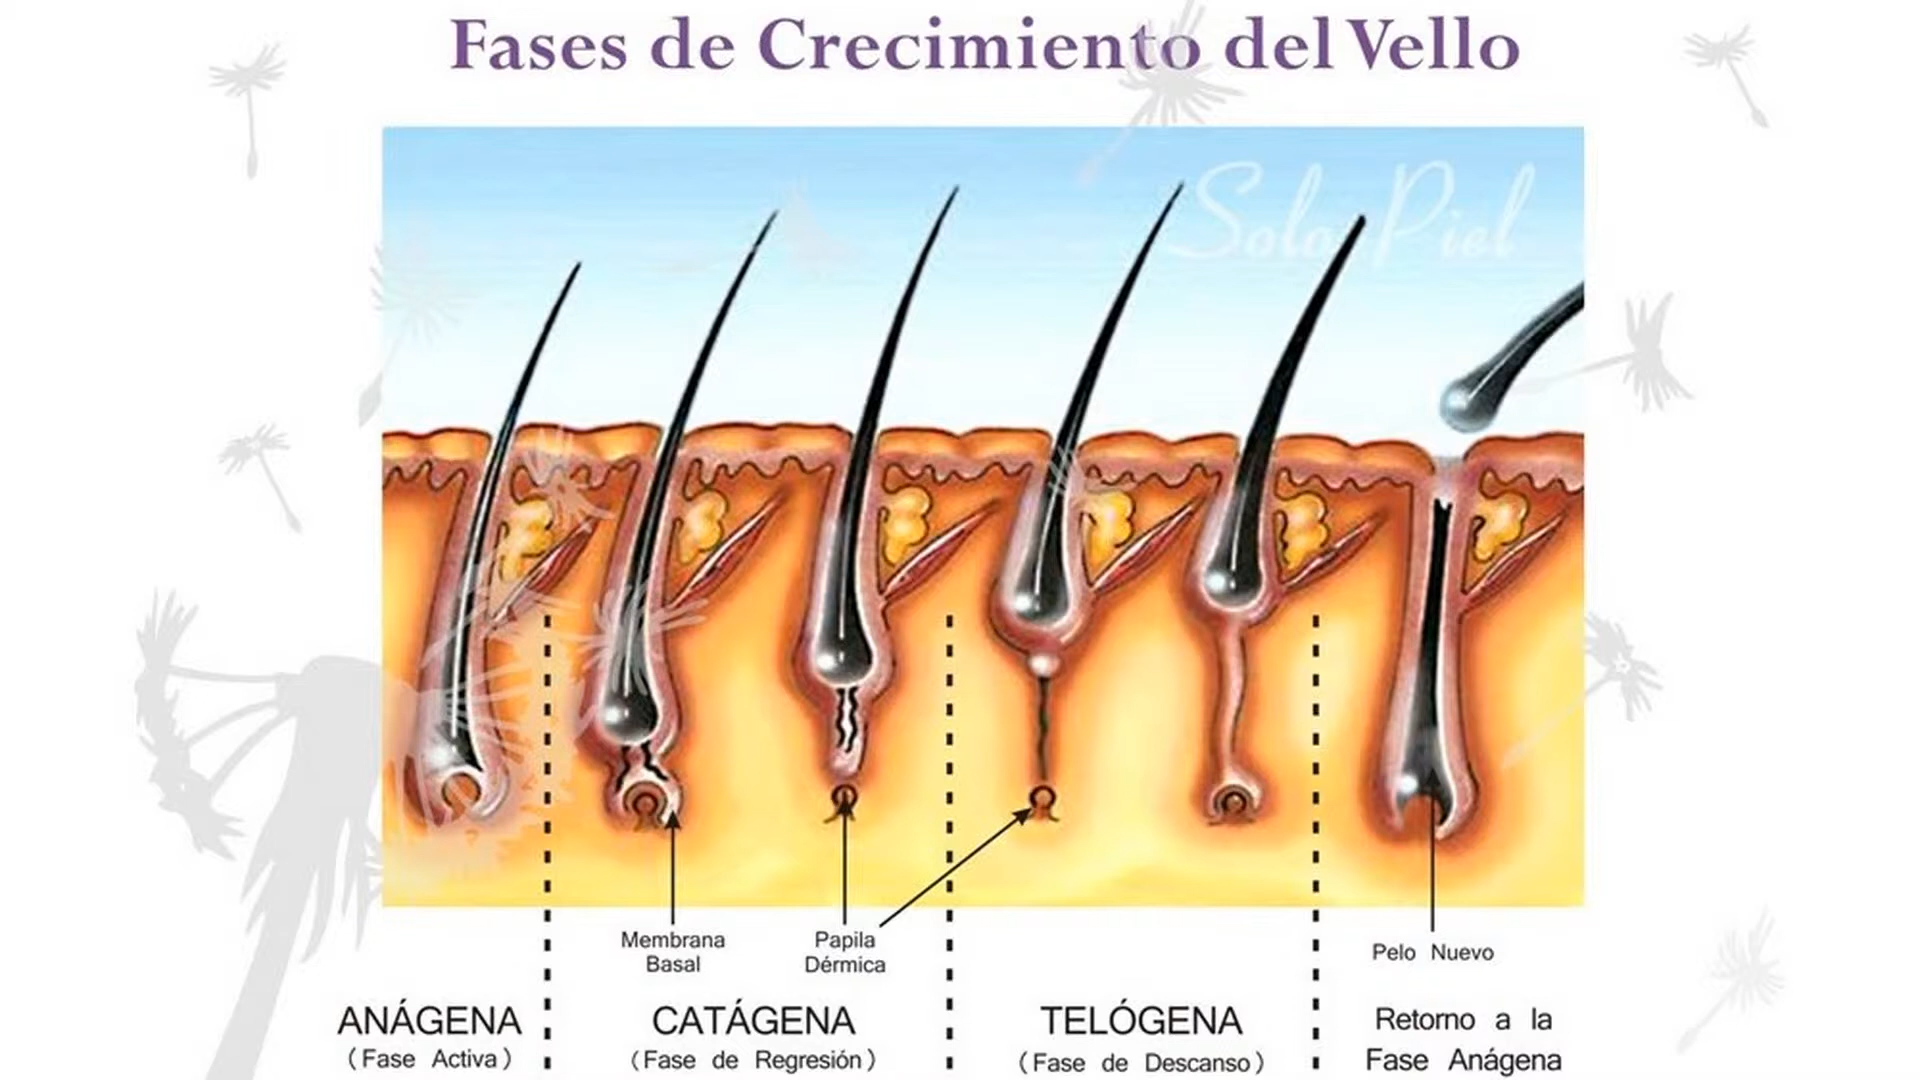 Fases de Crecimiento del Vello
Solo Piel
Membrana
Basal
Papila
Dérmica
Pelo Nuevo
ANÁGENA
(Fase Activa)
CATÁGENA
(Fase de Regresión)
TELÓGENA
(Fase de Descanso)
Retorno a la
Fase Anágena